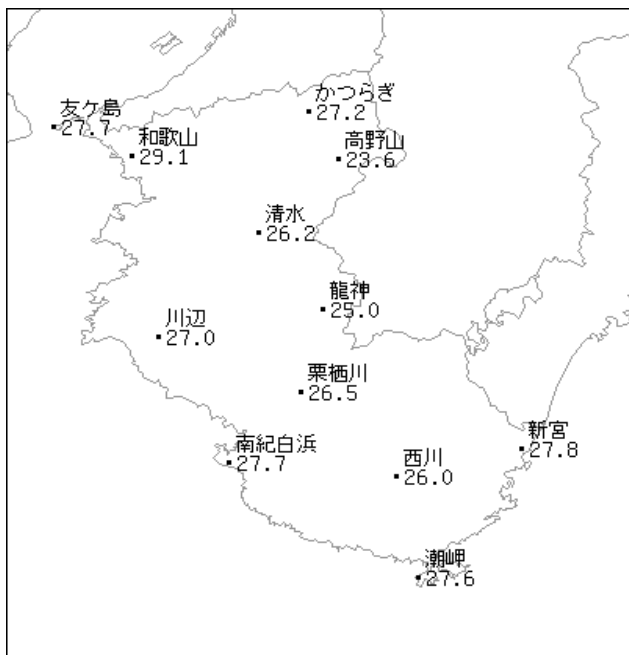 かつらぎ
27.2
友ケ島
27.7
和歌山
29.1
高野山
23.6
清水
26.2
龍神
25.0
川辺
27.0
栗栖川
26.5
新宮
27.8
南紀白浜
27.7
西川
26.0
潮岬
27.6